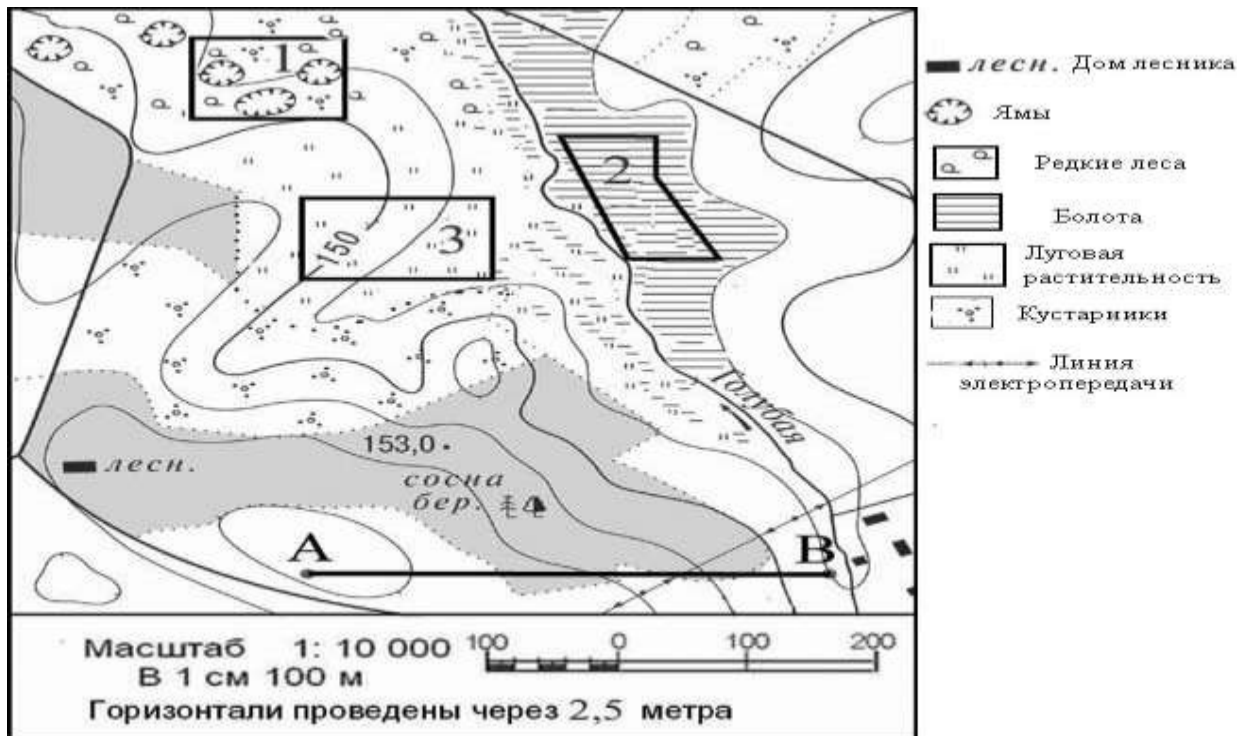 1
2
3
150
Голубая
153,0
лесн.
сосна
бер.
А
В
Масштаб 1: 10 000
В 1 см 100 м
Горизонтали проведены через 2,5 метра
100 0 100 200
лесн. Дом лесника
Ямы
Редкие леса
Болота
Луговая
растительность
Кустарники
Линия
электропередачи